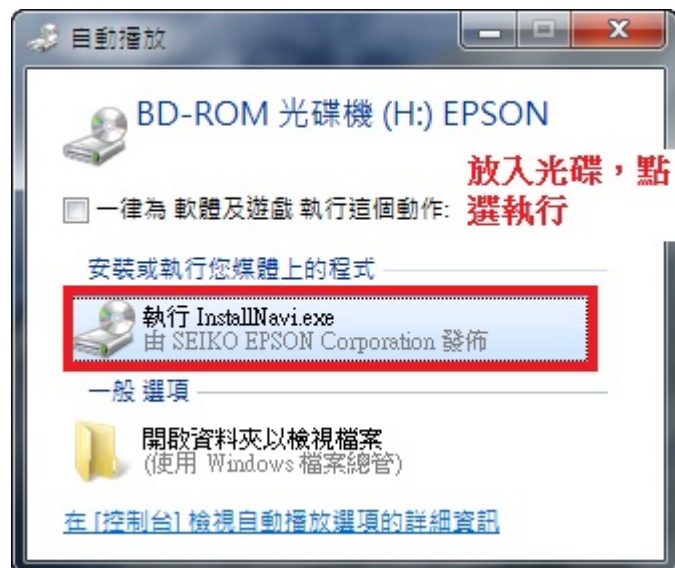 自動播放
BD-ROM 光碟機 (H:) EPSON
放入光碟，點
選執行
一律為 軟體及遊戲 執行這個動作:
安裝或執行您媒體上的程式
執行 InstallNavi.exe
由 SEIKO EPSON Corporation 發佈
一般 選項
開啟資料夾以檢視檔案
(使用 Windows 檔案總管)
在 [控制台] 檢視自動播放選項的詳細資訊